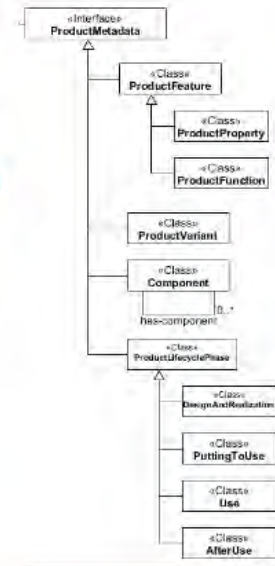 «Interface»
ProductMetadata
«Class»
ProductFeature
«Class»
ProductProperty
«Class»
ProductFunction
«Class»
ProductVariant
«Class»
Component
0..*
has-component
«Class»
ProductLifecyclePhase
«Class»
DesignAndRealization
«Class»
PuttingToUse
«Class»
Use
«Class»
AfterUse